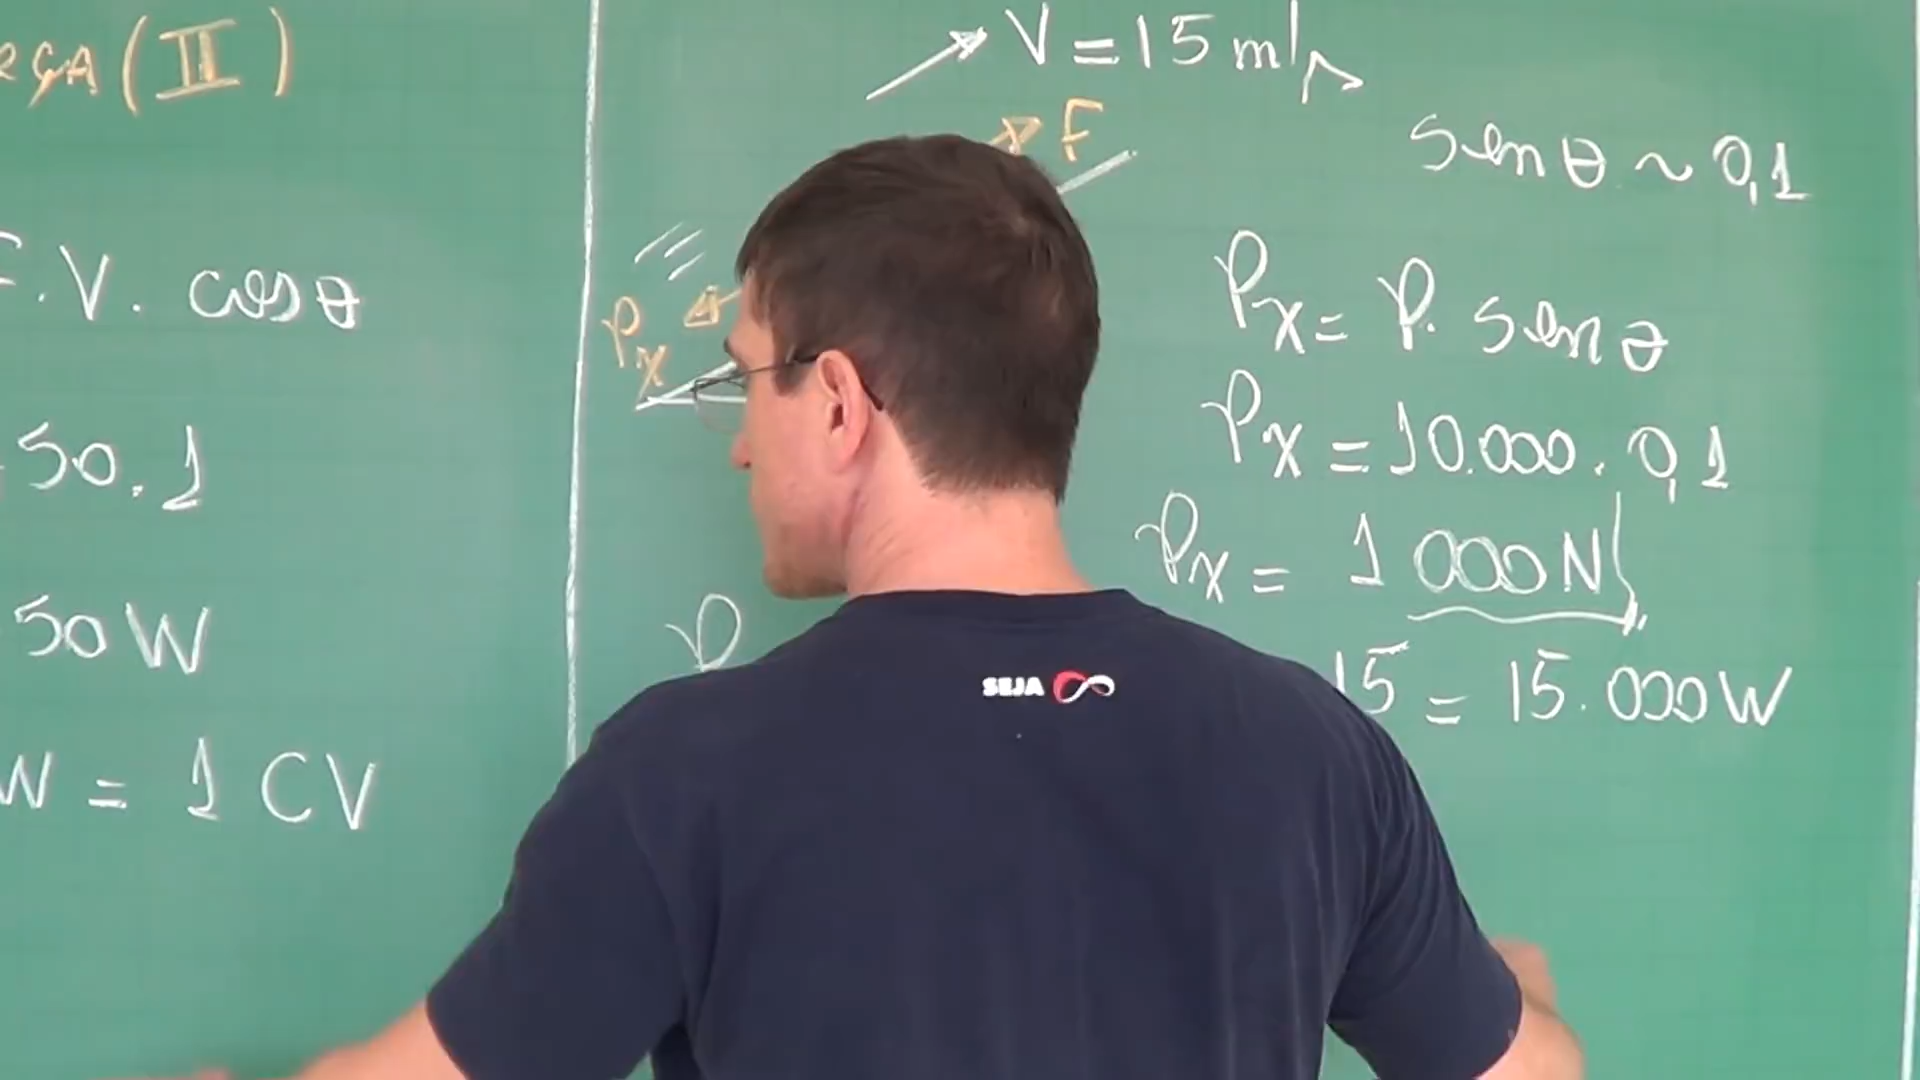 (II)
. V. cos θ
50.1
50 W
W = 1 CV
V = 15 m/s
F
Px
P
sen θ ~ 0,1
Px = P. sen θ
Px = 10.000. 0,1
Px = 1 000 N
15 = 15.000 W
SEJA